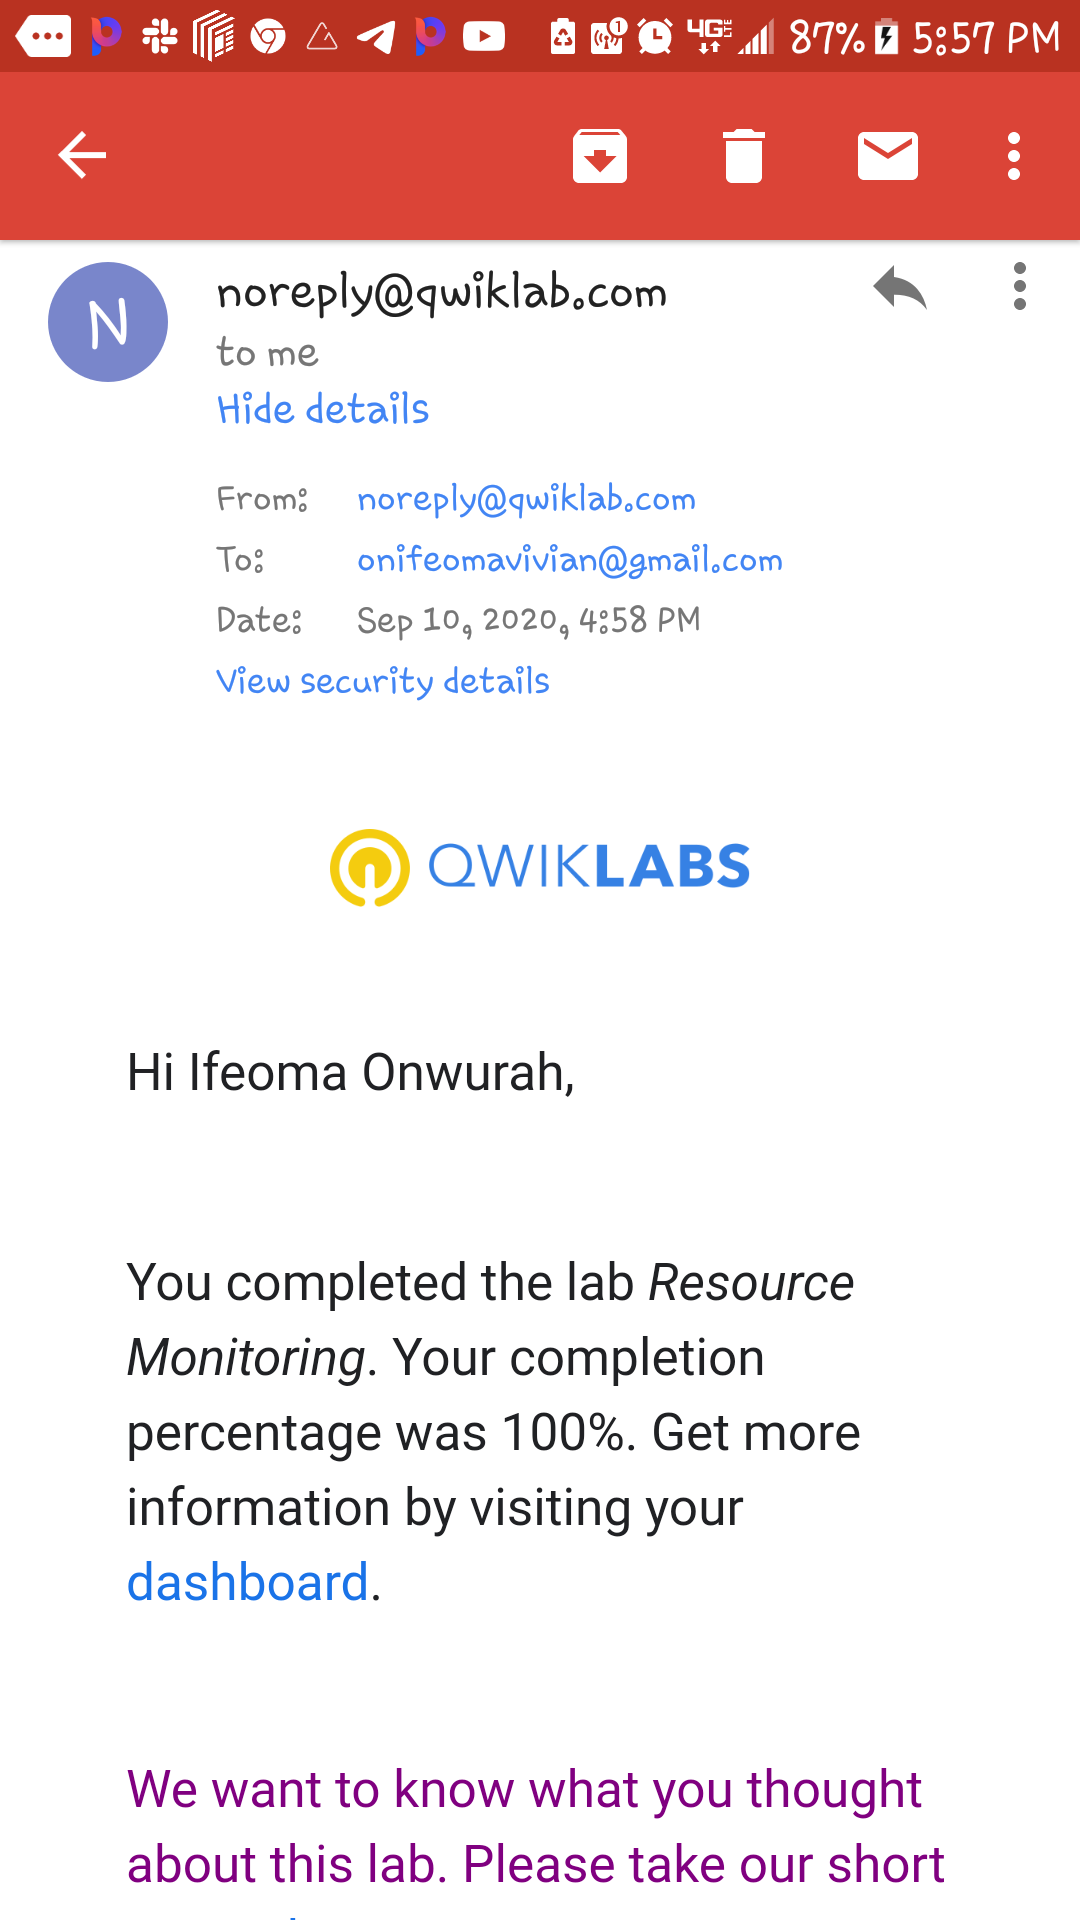 4G LTE 87% 5:57 PM
1
N
noreply@qwiklab.com
to me
Hide details
From: noreply@qwiklab.com
To: onifeomavivian@gmail.com
Date: Sep 10, 2020, 4:58 PM
View security details
QWIKLABS
Hi Ifeoma Onwurah,
You completed the lab Resource
Monitoring. Your completion
percentage was 100%. Get more
information by visiting your
dashboard.
We want to know what you thought
about this lab. Please take our short